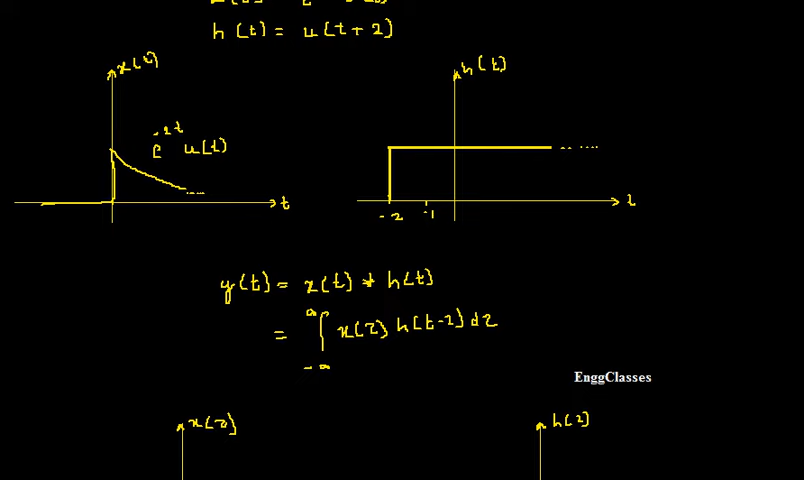 h(t) = u(t+2)
x(t)
h(t)
e^-2t u(t)
.....
t
-2
-1
t
y(t) = x(t) * h(t)
= ∫ x(τ) h(t-τ) dτ
∞
-∞
EnggClasses
x(τ)
h(τ)